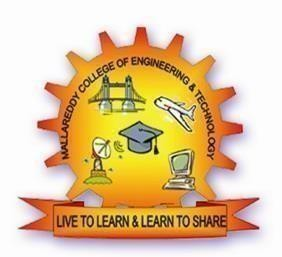 MALLAREDDY COLLEGE OF ENGINEERING & TECHNOLOGY
LIVE TO LEARN & LEARN TO SHARE